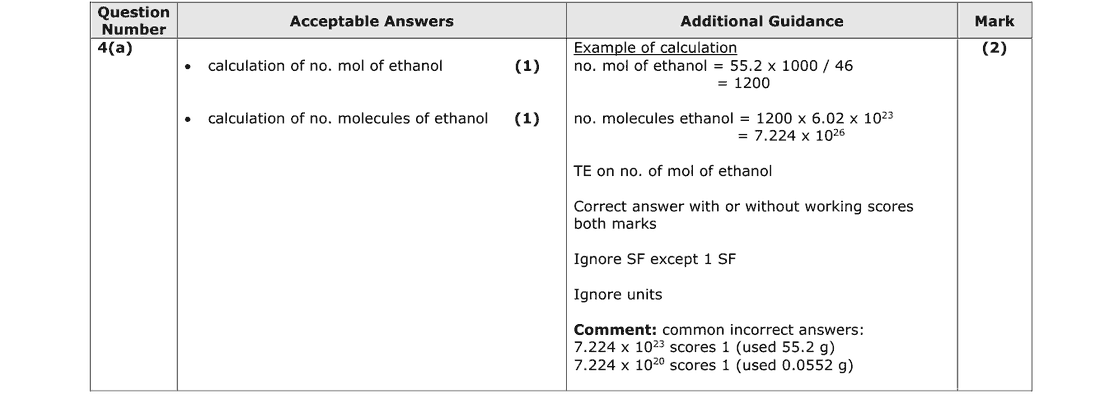 Question Number
Acceptable Answers
Additional Guidance
Mark
4(a)
• calculation of no. mol of ethanol (1)
• calculation of no. molecules of ethanol (1)
Example of calculation
no. mol of ethanol = 55.2 x 1000 / 46
= 1200
no. molecules ethanol = 1200 x 6.02 x 10²³
= 7.224 x 10²⁶
TE on no. of mol of ethanol
Correct answer with or without working scores
both marks
Ignore SF except 1 SF
Ignore units
Comment: common incorrect answers:
7.224 x 10²³ scores 1 (used 55.2 g)
7.224 x 10²⁰ scores 1 (used 0.0552 g)
(2)